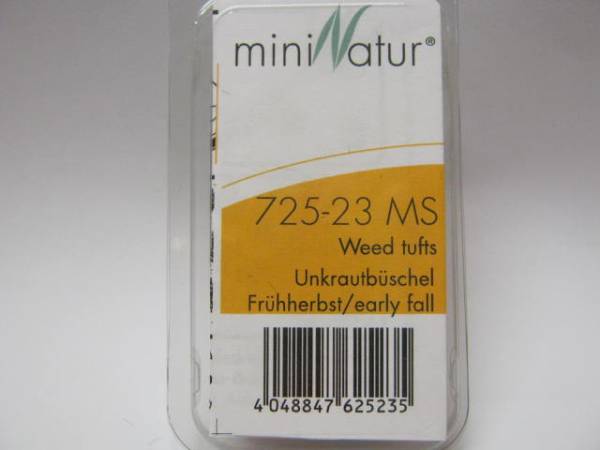 miniNatur®
725-23 MS
Weed tufts
Unkrautbüschel
Frühherbst/early fall
4 048847 625235